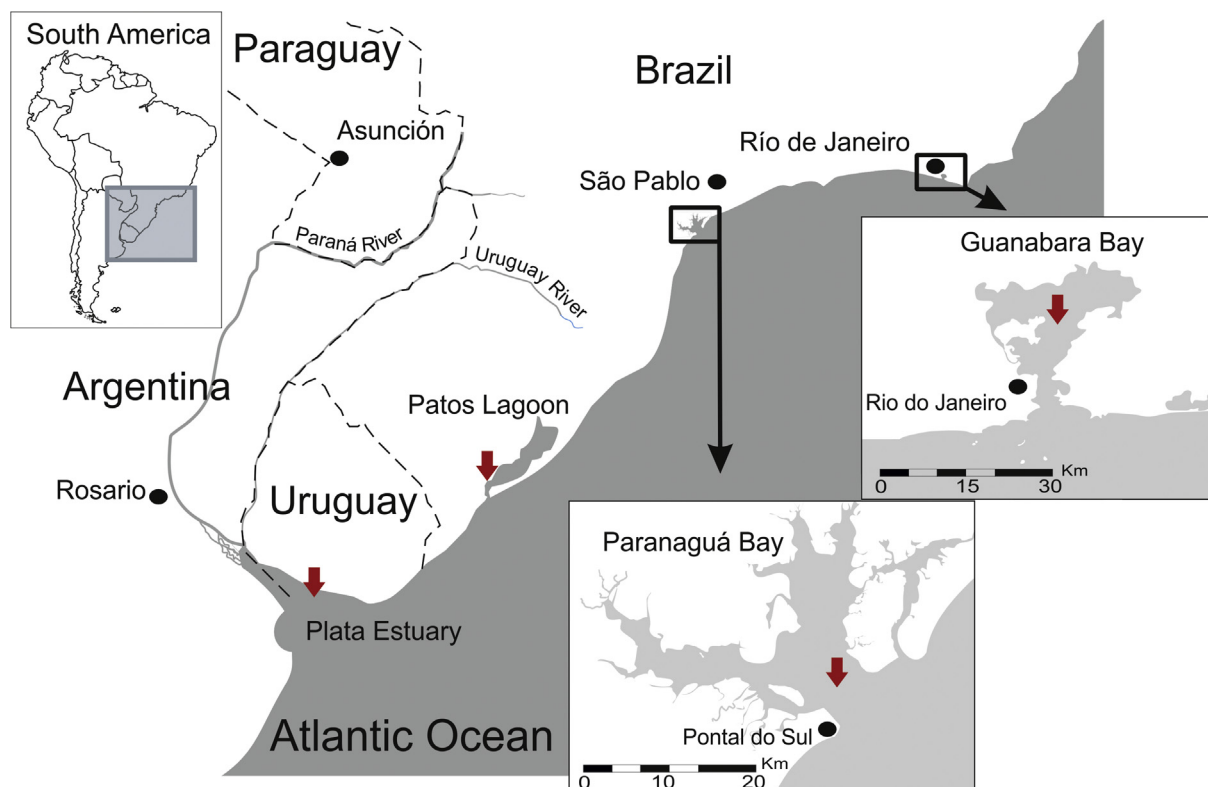 South America
Paraguay
Brazil
Asunción
Río de Janeiro
São Pablo
Paraná River
Uruguay River
Guanabara Bay
Argentina
Patos Lagoon
Rio do Janeiro
Km
0 15 30
Rosario
Uruguay
Paranaguá Bay
Plata Estuary
Atlantic Ocean
Pontal do Sul
Km
0 10 20